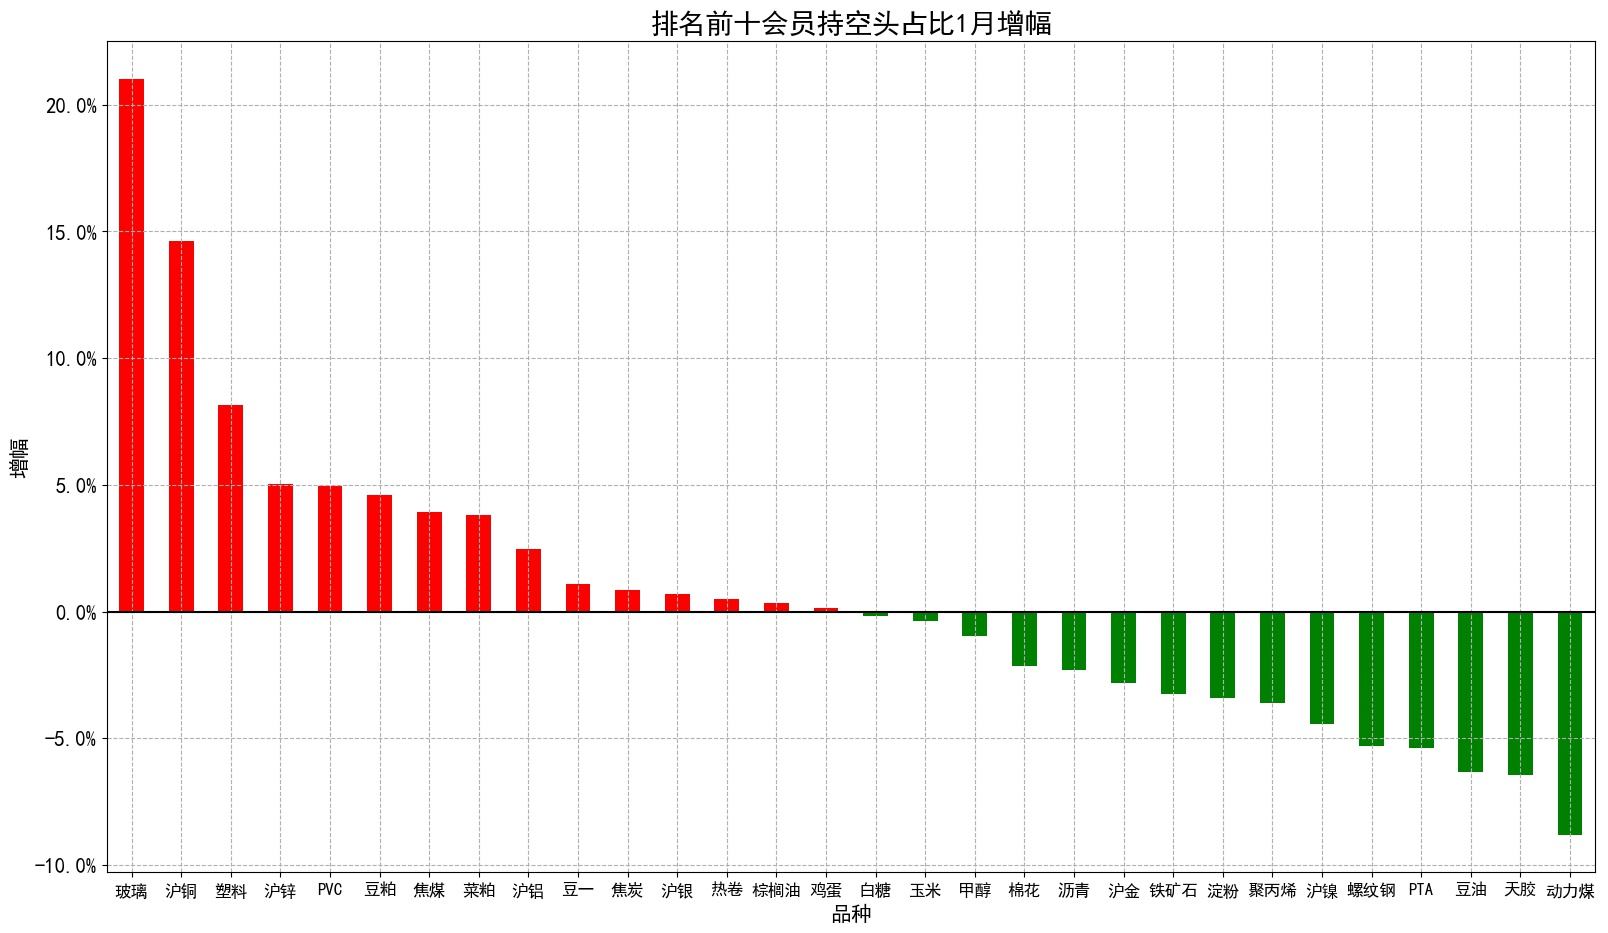 排名前十会员持空头占比1月增幅
增幅
20.0%
15.0%
10.0%
5.0%
0.0%
−5.0%
−10.0%
玻璃 沪铜 塑料 沪锌 PVC 豆粕 焦煤 菜粕 沪铝 豆一 焦炭 沪银 热卷 棕榈油 鸡蛋 白糖 玉米 甲醇 棉花 沥青 沪金 铁矿石 淀粉 聚丙烯 沪镍 螺纹钢 PTA 豆油 天胶 动力煤
品种